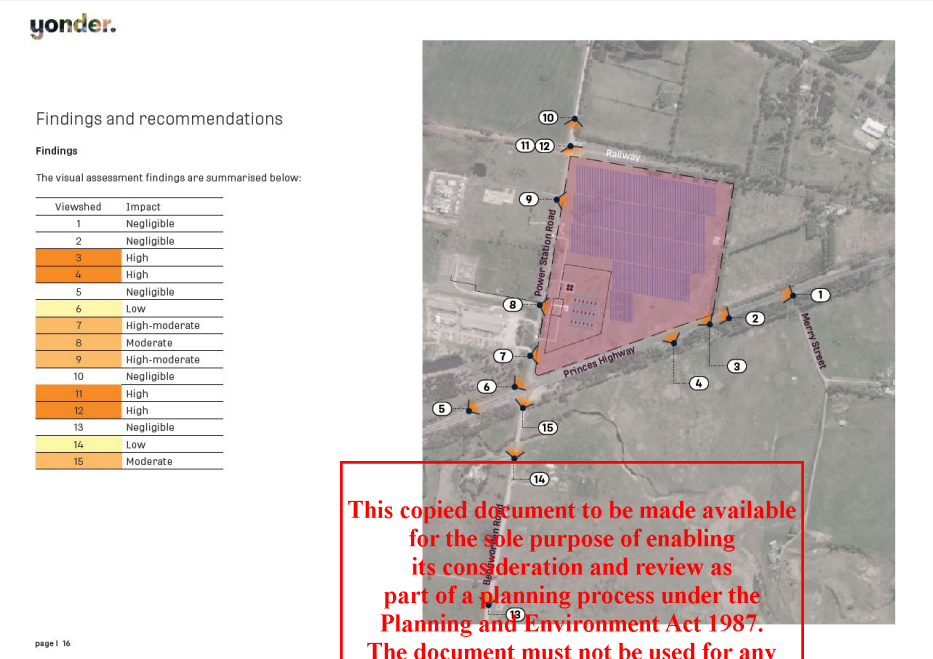 yonder.
Findings and recommendations
Findings
The visual assessment findings are summarised below:
Viewshed Impact
1 Negligible
2 Negligible
3 High
4 High
5 Negligible
6 Low
7 High-moderate
8 Moderate
9 High-moderate
10 Negligible
11 High
12 High
13 Negligible
14 Low
15 Moderate
page | 16
10
11 12
Railway
9
Power Station Road
8
1
2
Merry Street
7
Princes Highway
3
6
4
5
15
14
This copied document to be made available
for the sole purpose of enabling
its consideration and review as
part of a planning process under the
Planning and Environment Act 1987.
The document must not be used for any
13